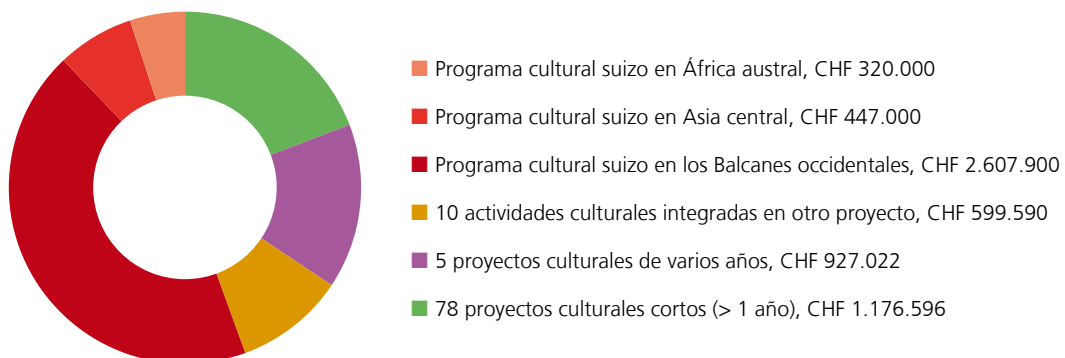 Programa cultural suizo en África austral, CHF 320.000
Programa cultural suizo en Asia central, CHF 447.000
Programa cultural suizo en los Balcanes occidentales, CHF 2.607.900
10 actividades culturales integradas en otro proyecto, CHF 599.590
5 proyectos culturales de varios años, CHF 927.022
78 proyectos culturales cortos (> 1 año), CHF 1.176.596